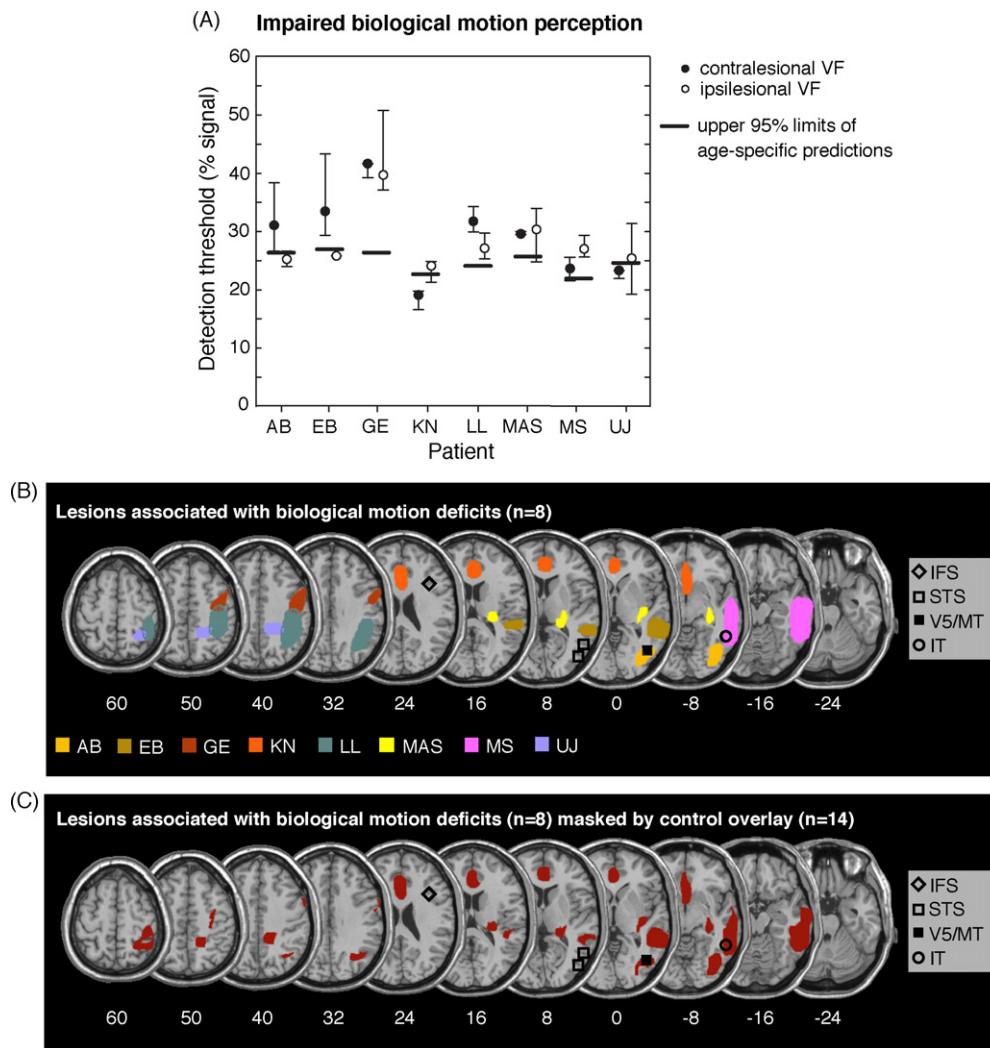 (A) Impaired biological motion perception
60
50
40
30
20
10
0
Detection threshold (% signal)
AB EB GE KN LL MAS MS UJ
Patient
contralesional VF
ipsilesional VF
upper 95% limits of
age-specific predictions
(B)
Lesions associated with biological motion deficits (n=8)
IFS
STS
V5/MT
IT
60 50 40 32 24 16 8 0 -8 -16 -24
AB EB GE KN LL MAS MS UJ
(C)
Lesions associated with biological motion deficits (n=8) masked by control overlay (n=14)
IFS
STS
V5/MT
IT
60 50 40 32 24 16 8 0 -8 -16 -24